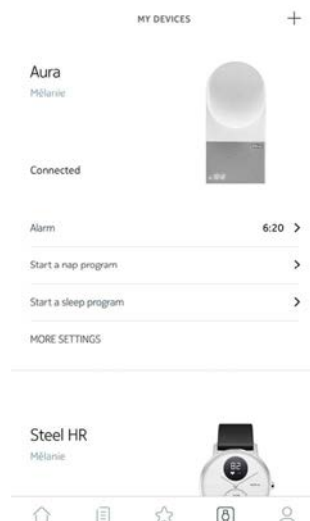 MY DEVICES
Aura
Mélanie
Connected
Alarm 6:20
Start a nap program
Start a sleep program
MORE SETTINGS
Steel HR
Mélanie
82